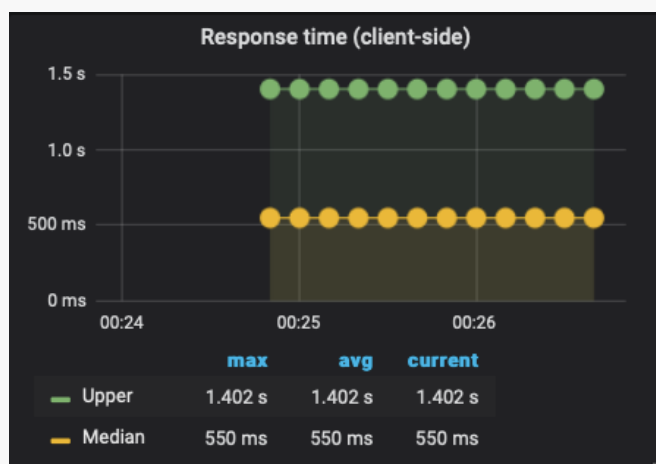 Response time (client-side)
1.5 s
1.0 s
500 ms
0 ms
00:24 00:25 00:26
max avg current
Upper 1.402 s 1.402 s 1.402 s
Median 550 ms 550 ms 550 ms